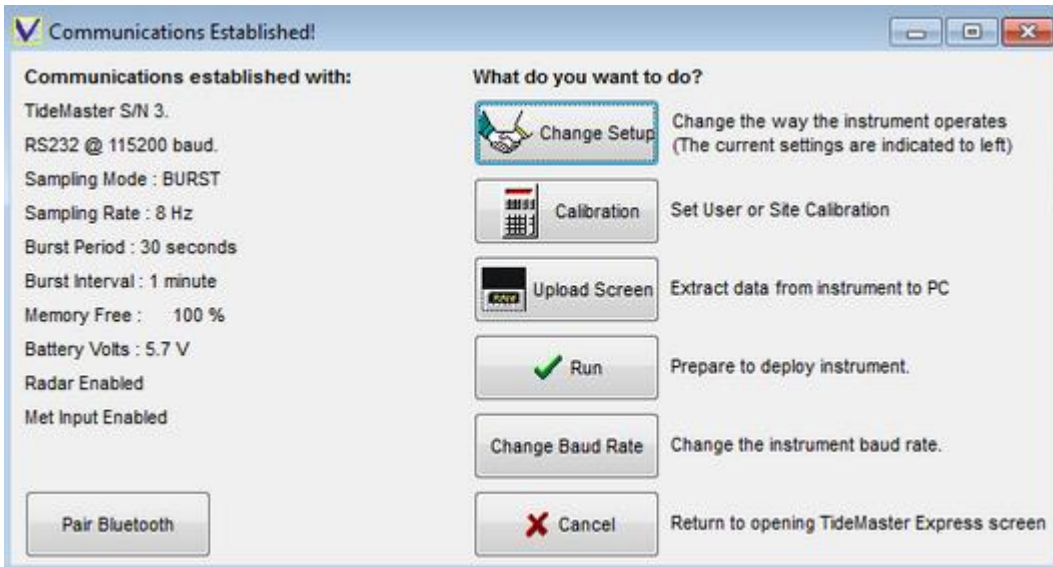 Communications Established!
Communications established with:
TideMaster S/N 3.
RS232 @ 115200 baud.
Sampling Mode : BURST
Sampling Rate : 8 Hz
Burst Period : 30 seconds
Burst Interval : 1 minute
Memory Free : 100 %
Battery Volts : 5.7 V
Radar Enabled
Met Input Enabled
Pair Bluetooth
What do you want to do?
Change Setup
Change the way the instrument operates
(The current settings are indicated to left)
Calibration
Set User or Site Calibration
Upload Screen
Extract data from instrument to PC
Run
Prepare to deploy instrument.
Change Baud Rate
Change the instrument baud rate.
Cancel
Return to opening TideMaster Express screen